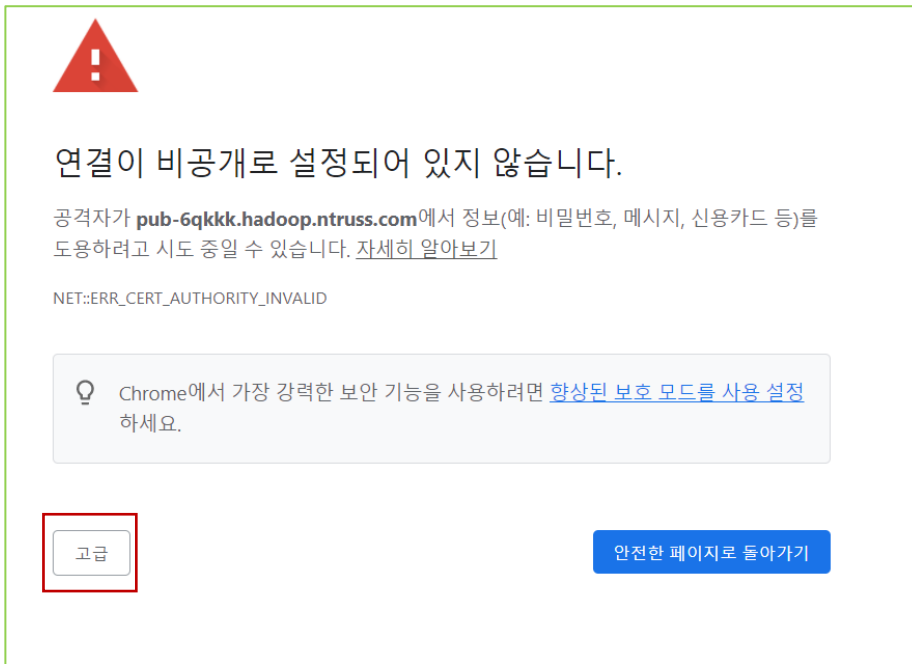 연결이 비공개로 설정되어 있지 않습니다.
공격자가 pub-6qkkk.hadoop.ntruss.com에서 정보(예: 비밀번호, 메시지, 신용카드 등)를
도용하려고 시도 중일 수 있습니다. 자세히 알아보기
NET::ERR_CERT_AUTHORITY_INVALID
Chrome에서 가장 강력한 보안 기능을 사용하려면 향상된 보호 모드를 사용 설정
하세요.
고급
안전한 페이지로 돌아가기